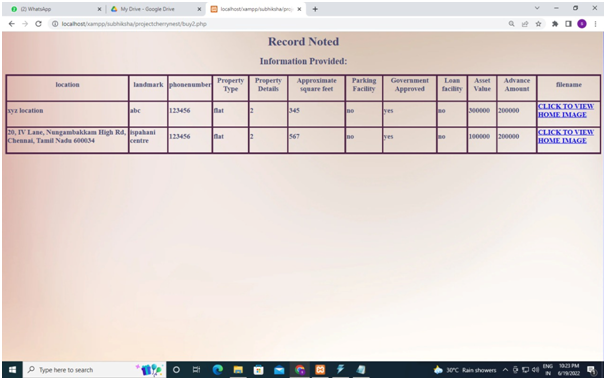 (2) WhatsApp
My Drive - Google Drive
localhost/xampp/subhiksha/proj
localhost/xampp/subhiksha/projectcherrynest/buy2.php
Record Noted
Information Provided:
location landmark phonenumber Property Type Property Details Approximate square feet Parking Facility Government Approved Loan facility Asset Value Advance Amount filename
xyz location abc 123456 flat 2 345 no yes no 300000 200000 CLICK TO VIEW
HOME IMAGE
20, IV Lane, Nungambakkam High Rd, ispahani 123456 flat 2 567 no yes no 100000 200000 CLICK TO VIEW
Chennai, Tamil Nadu 600034 centre HOME IMAGE
Type here to search
30°C Rain showers
ENG
IN
10:23 PM
6/19/2022